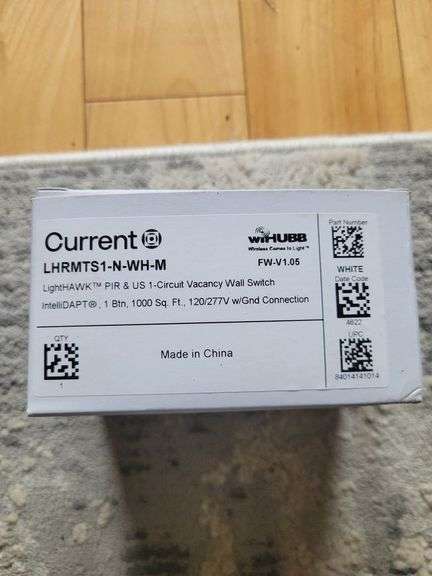 Current
wiHUBB
Wireless Comes to Light™
Part Number
LHRMTS1-N-WH-M
FW-V1.05
LightHAWK™ PIR & US 1-Circuit Vacancy Wall Switch
WHITE
IntelliDAPT®, 1 Btn, 1000 Sq. Ft., 120/277V w/Gnd Connection
Date Code
4622
QTY
1
Made in China
UPC
84014141014